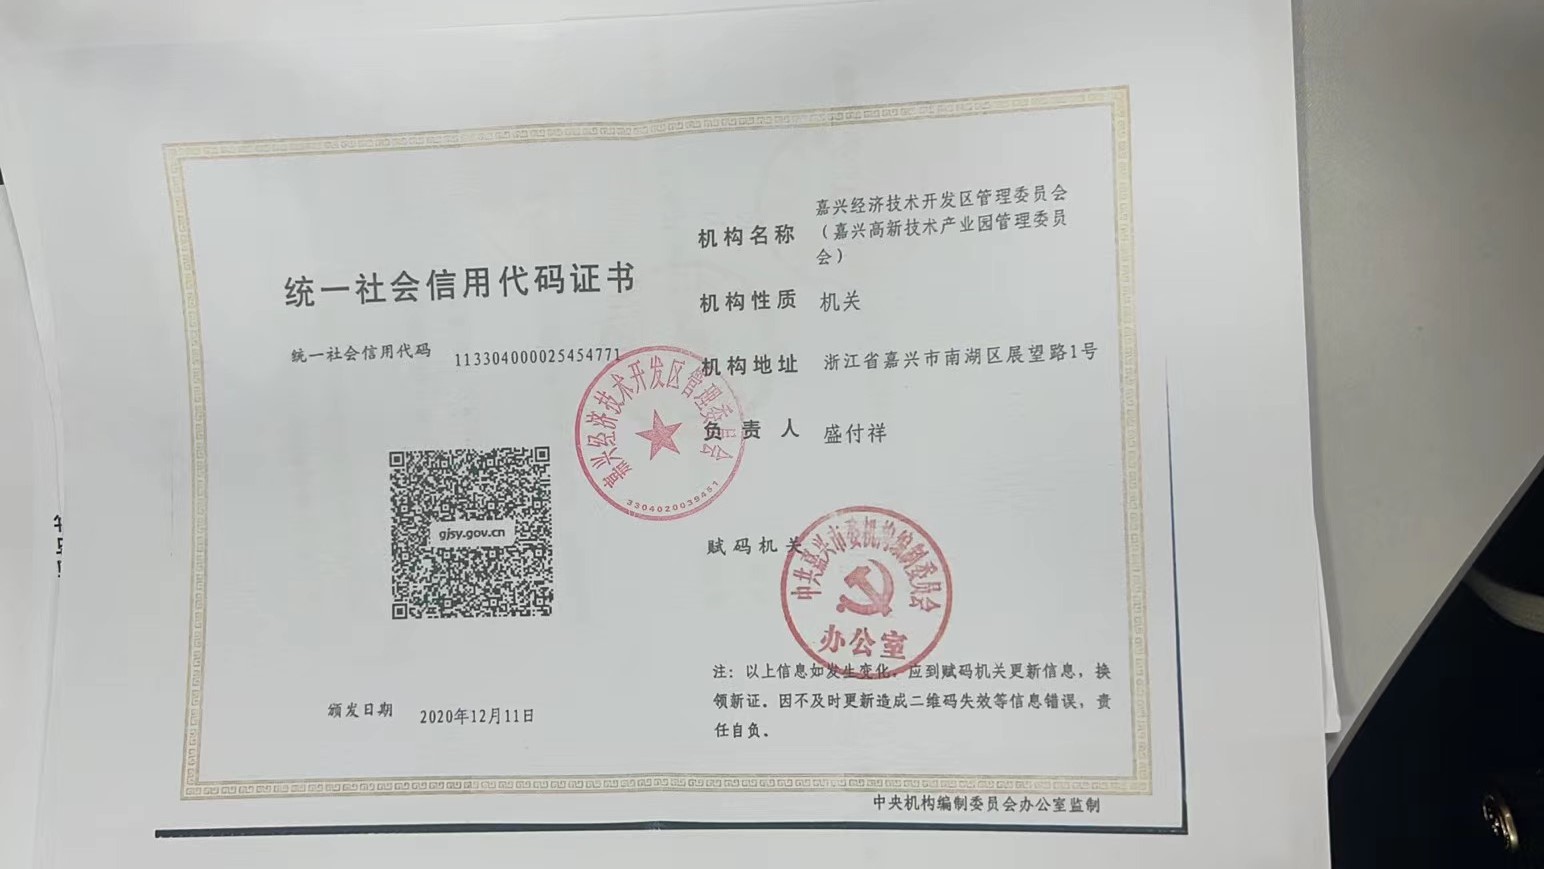 统一社会信用代码证书
统一社会信用代码 113304000025454771
gjsy.gov.cn
颁发日期 2020年12月11日
机构名称 嘉兴经济技术开发区管理委员会
（嘉兴高新技术产业园管理委员
会）
机构性质 机关
机构地址 浙江省嘉兴市南湖区展望路1号
负责人 盛付祥
嘉兴经济技术开发区管理委员会
3304020039451
赋码机关
中共嘉兴市委机构编制委员会
办公室
注：以上信息如发生变化，应到赋码机关更新信息，换
领新证。因不及时更新造成二维码失效等信息错误，责
任自负。
中央机构编制委员会办公室监制